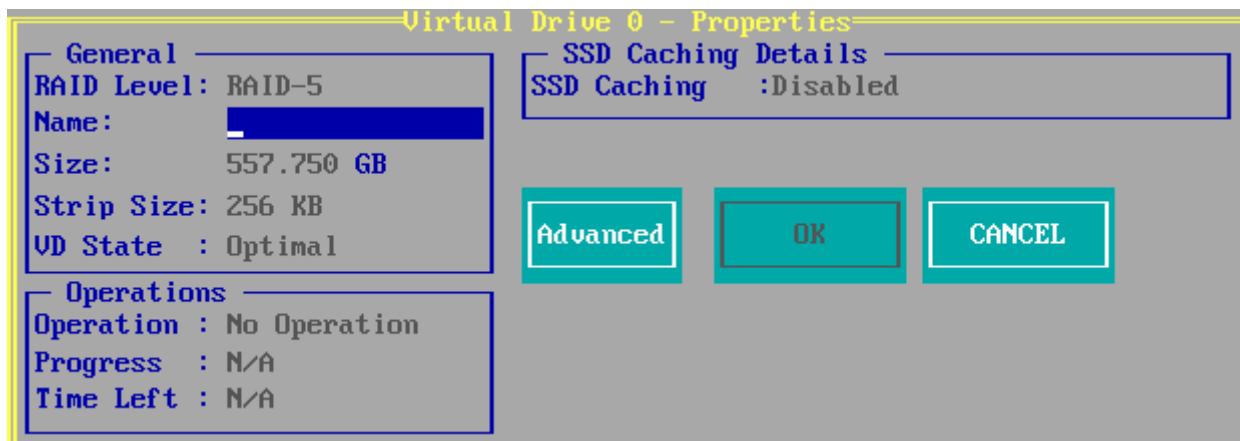 Virtual Drive 0 - Properties
General
RAID Level: RAID-5
Name:
Size: 557.750 GB
Strip Size: 256 KB
VD State : Optimal
Operations
Operation : No Operation
Progress : N/A
Time Left : N/A
SSD Caching Details
SSD Caching :Disabled
Advanced
OK
CANCEL